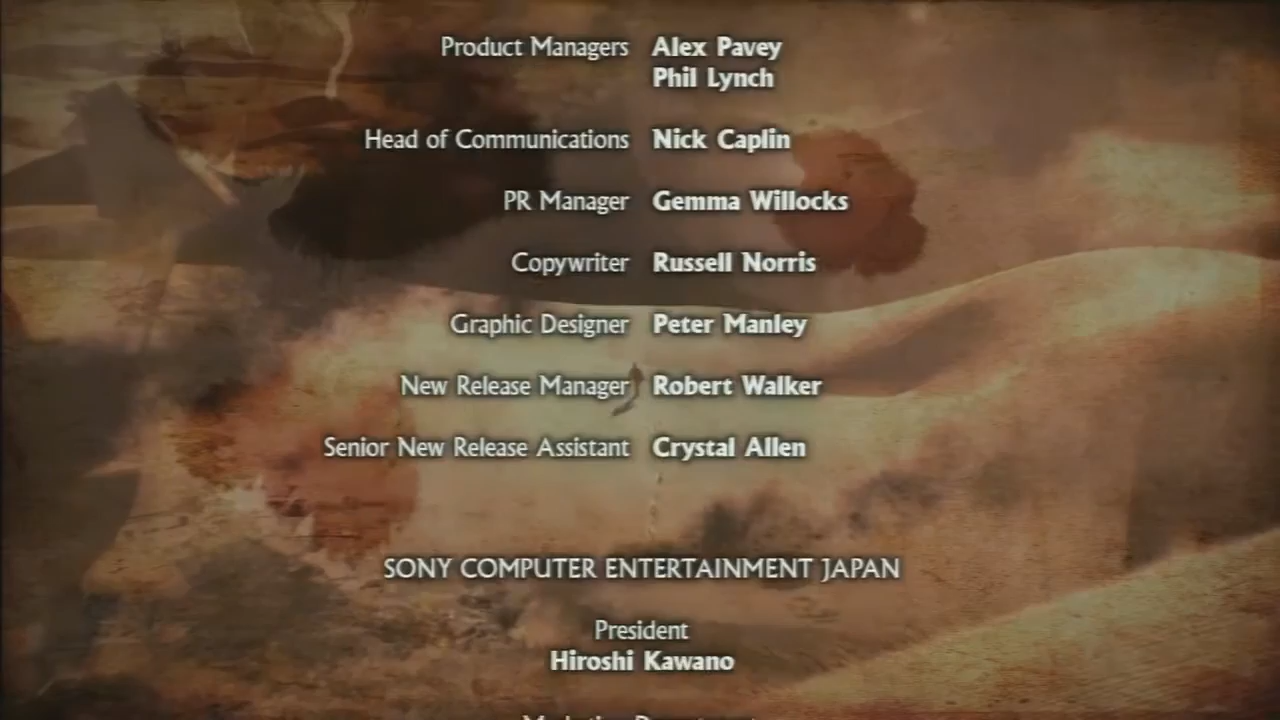 Product Managers Alex Pavey
Phil Lynch
Head of Communications Nick Caplin
PR Manager Gemma Willocks
Copywriter Russell Norris
Graphic Designer Peter Manley
New Release Manager Robert Walker
Senior New Release Assistant Crystal Allen
SONY COMPUTER ENTERTAINMENT JAPAN
President
Hiroshi Kawano